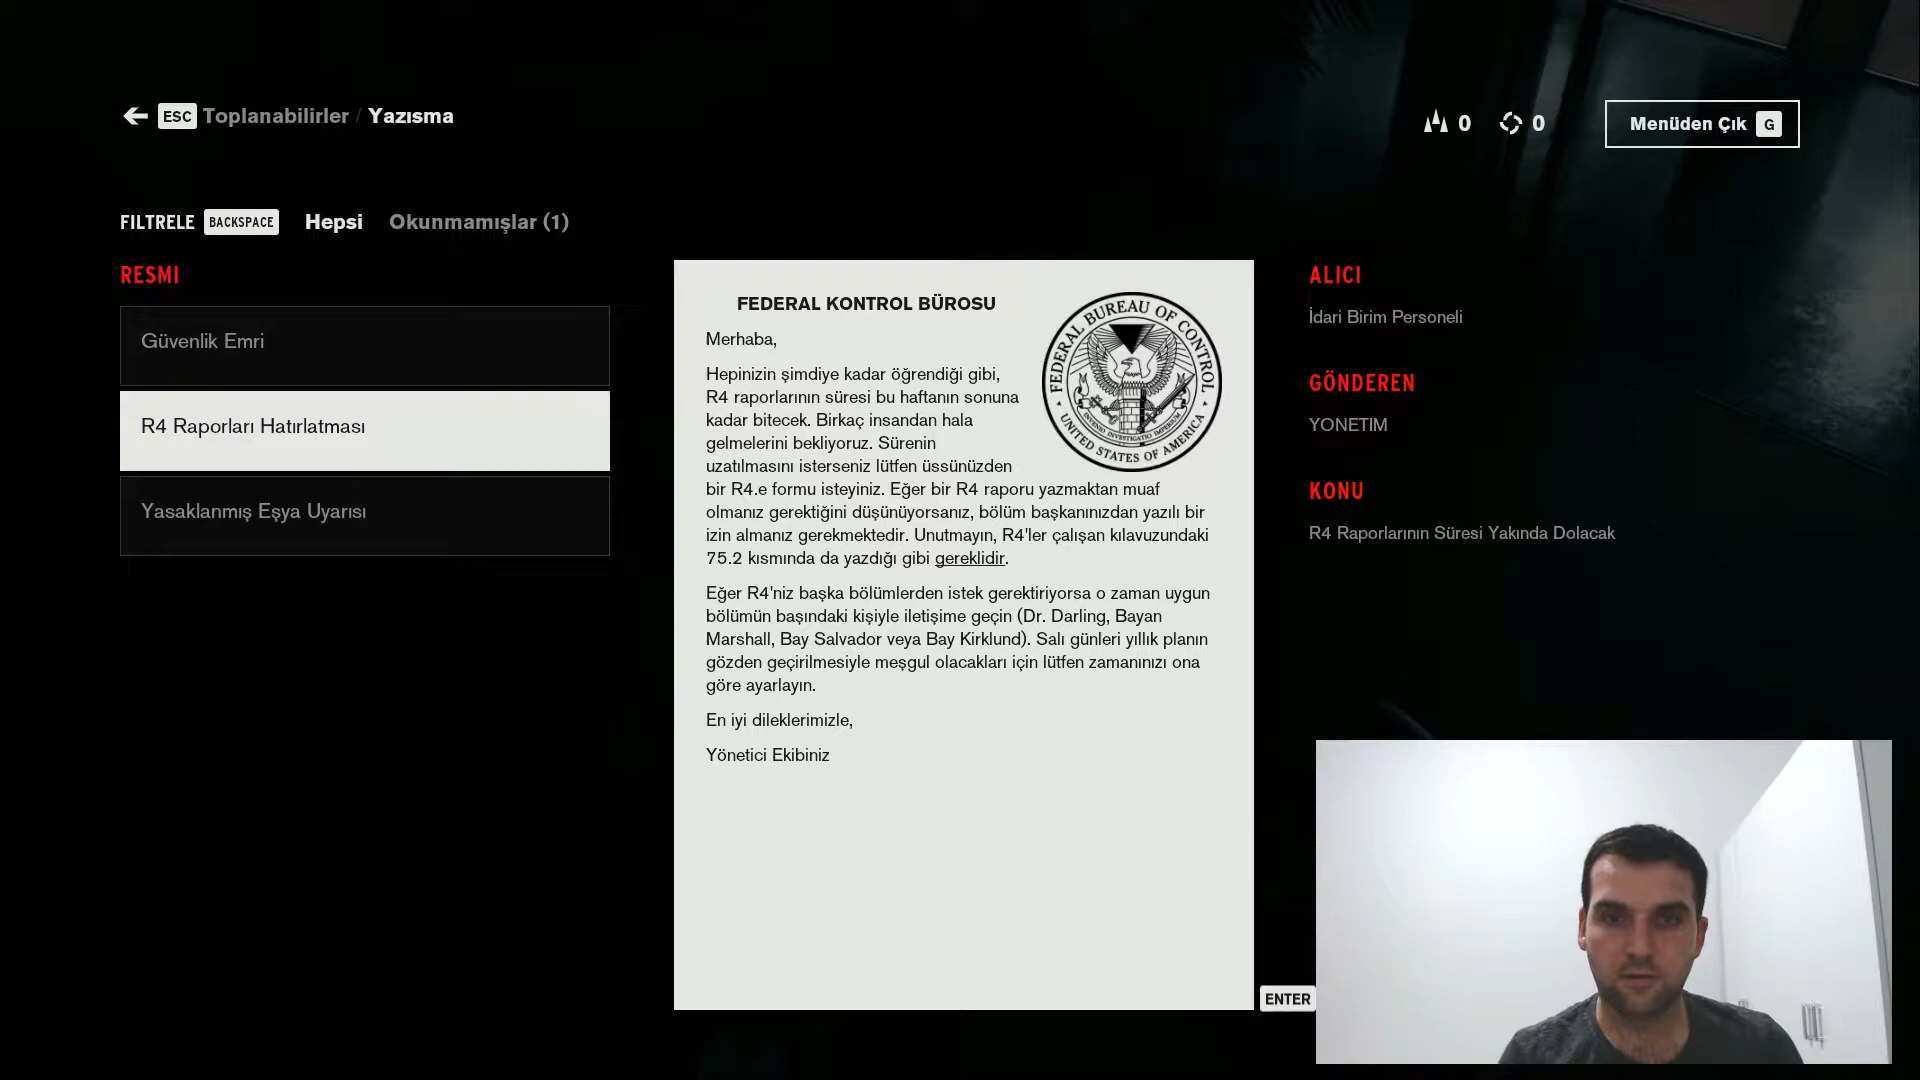 ESC Toplanabilirler / Yazısma
0 0
Menüden Çık G
FILTRELE BACKSPACE Hepsi Okunmamışlar (1)
RESMI
Güvenlik Emri
R4 Raporları Hatırlatması
Yasaklanmış Eşya Uyarısı
FEDERAL KONTROL BÜROSU
Merhaba,
Hepinizin şimdiye kadar öğrendiği gibi,
R4 raporlarının süresi bu haftanın sonuna
kadar bitecek. Birkaç insandan hala
gelmelerini bekliyoruz. Sürenin
uzatılmasını isterseniz lütfen üssünüzden
bir R4.e formu isteyiniz. Eğer bir R4 raporu yazmaktan muaf
olmanız gerektiğini düşünüyorsanız, bölüm başkanınızdan yazılı bir
izin almanız gerekmektedir. Unutmayın, R4'ler çalışan kılavuzundaki
75.2 kısmında da yazdığı gibi gereklidir.
Eğer R4'niz başka bölümlerden istek gerektiriyorsa o zaman uygun
bölümün başındaki kişiyle iletişime geçin (Dr. Darling, Bayan
Marshall, Bay Salvador veya Bay Kirklund). Salı günleri yıllık planın
gözden geçirilmesiyle meşgul olacakları için lütfen zamanınızı ona
göre ayarlayın.
En iyi dileklerimizle,
Yönetici Ekibiniz
FEDERAL BUREAU OF CONTROL
INVENIO INVESTIGATIO IMPERIUM
UNITED STATES OF AMERICA
ALICI
İdari Birim Personeli
GÖNDEREN
YONETIM
KONU
R4 Raporlarının Süresi Yakında Dolacak
ENTER